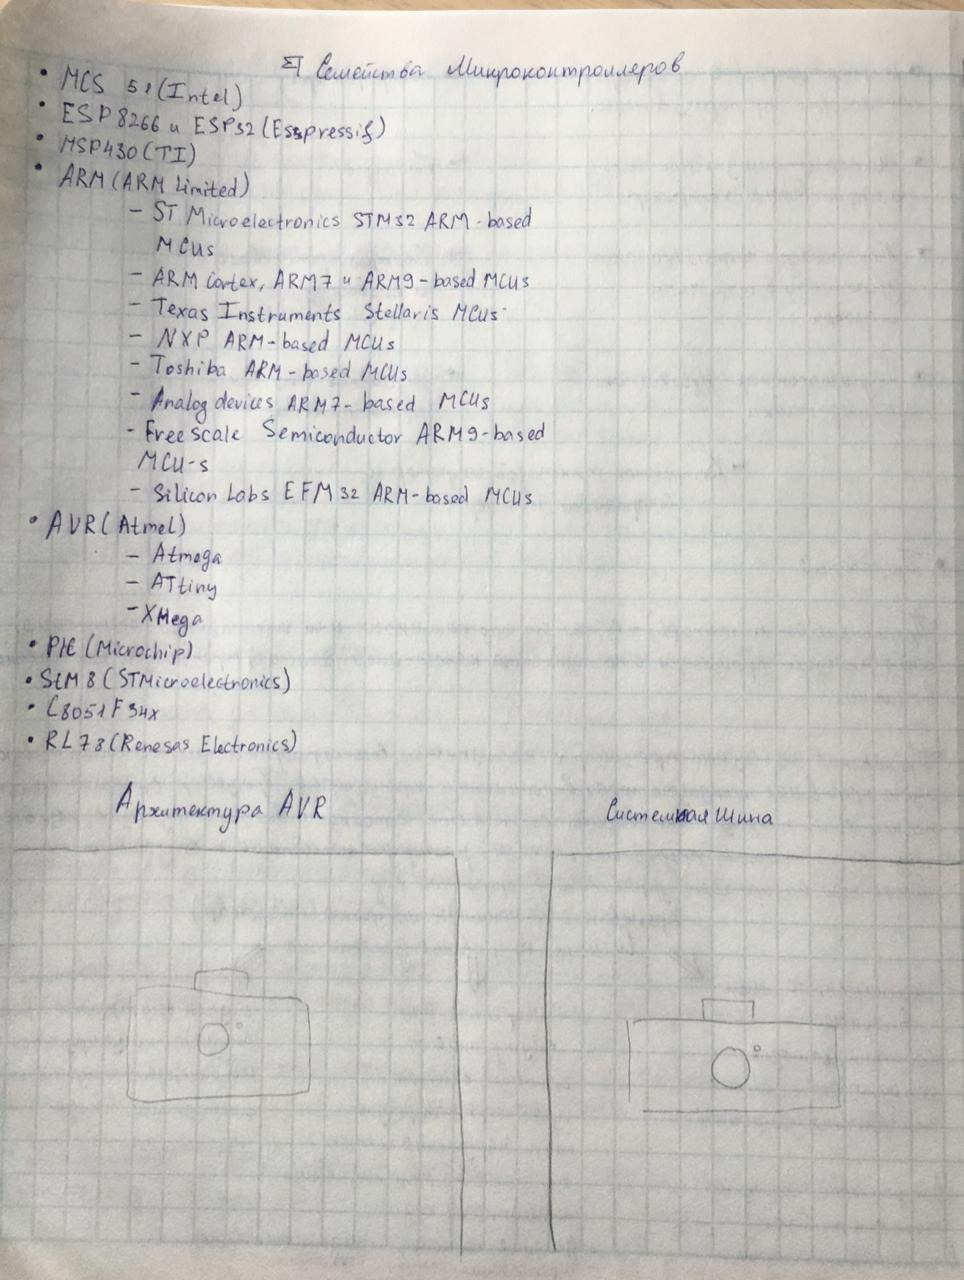 Семейства Микроконтроллеров
• MCS 51(Intel)
• ESP8266 и ESP32(Esspressif)
• MSP430(TI)
• ARM(ARM Limited)
– ST Microelectronics STM32 ARM-based
MCUs
– ARM Cortex, ARM7 и ARM9-based MCUs
– Texas Instruments Stellaris MCUs
– NXP ARM-based MCUs
– Toshiba ARM-based MCUs
– Analog devices ARM7-based MCUs
- Freescale Semiconductor ARM9-based
MCU-s
– Silicon Labs EFM32 ARM-based MCUs
• AVR(Atmel)
– Atmega
– ATtiny
– XMega
• PIC(Microchip)
• StM8(STMicroelectronics)
• C8051F34x
• RL78(Renesas Electronics)
Архитектура AVR
Системная шина